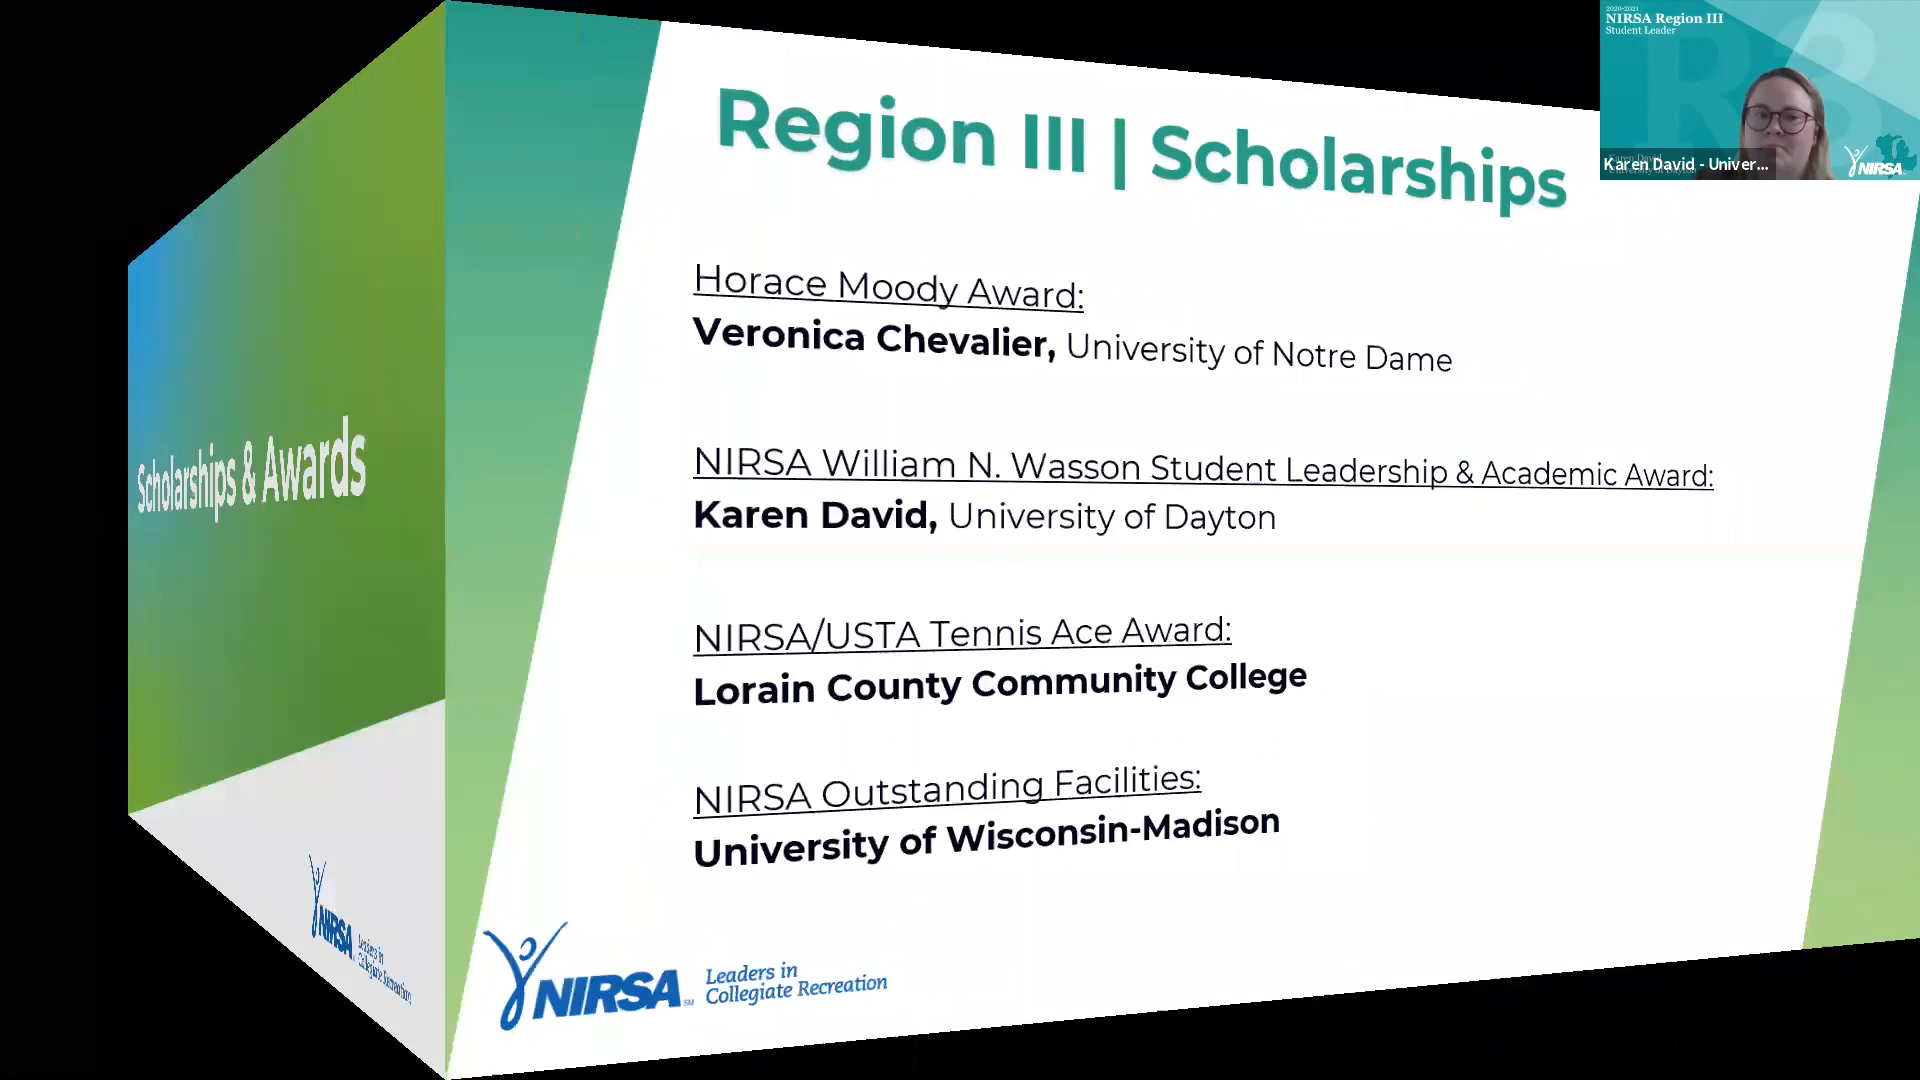 2020-2021
NIRSA Region III
Student Leader
Karen David - Univer...
NIRSA
Region III | Scholarships
Horace Moody Award:
Veronica Chevalier, University of Notre Dame
NIRSA William N. Wasson Student Leadership & Academic Award:
Karen David, University of Dayton
NIRSA/USTA Tennis Ace Award:
Lorain County Community College
NIRSA Outstanding Facilities:
University of Wisconsin-Madison
NIRSA
Leaders in
Collegiate Recreation
Scholarships & Awards
NIRSA
Leaders in
Collegiate Recreation